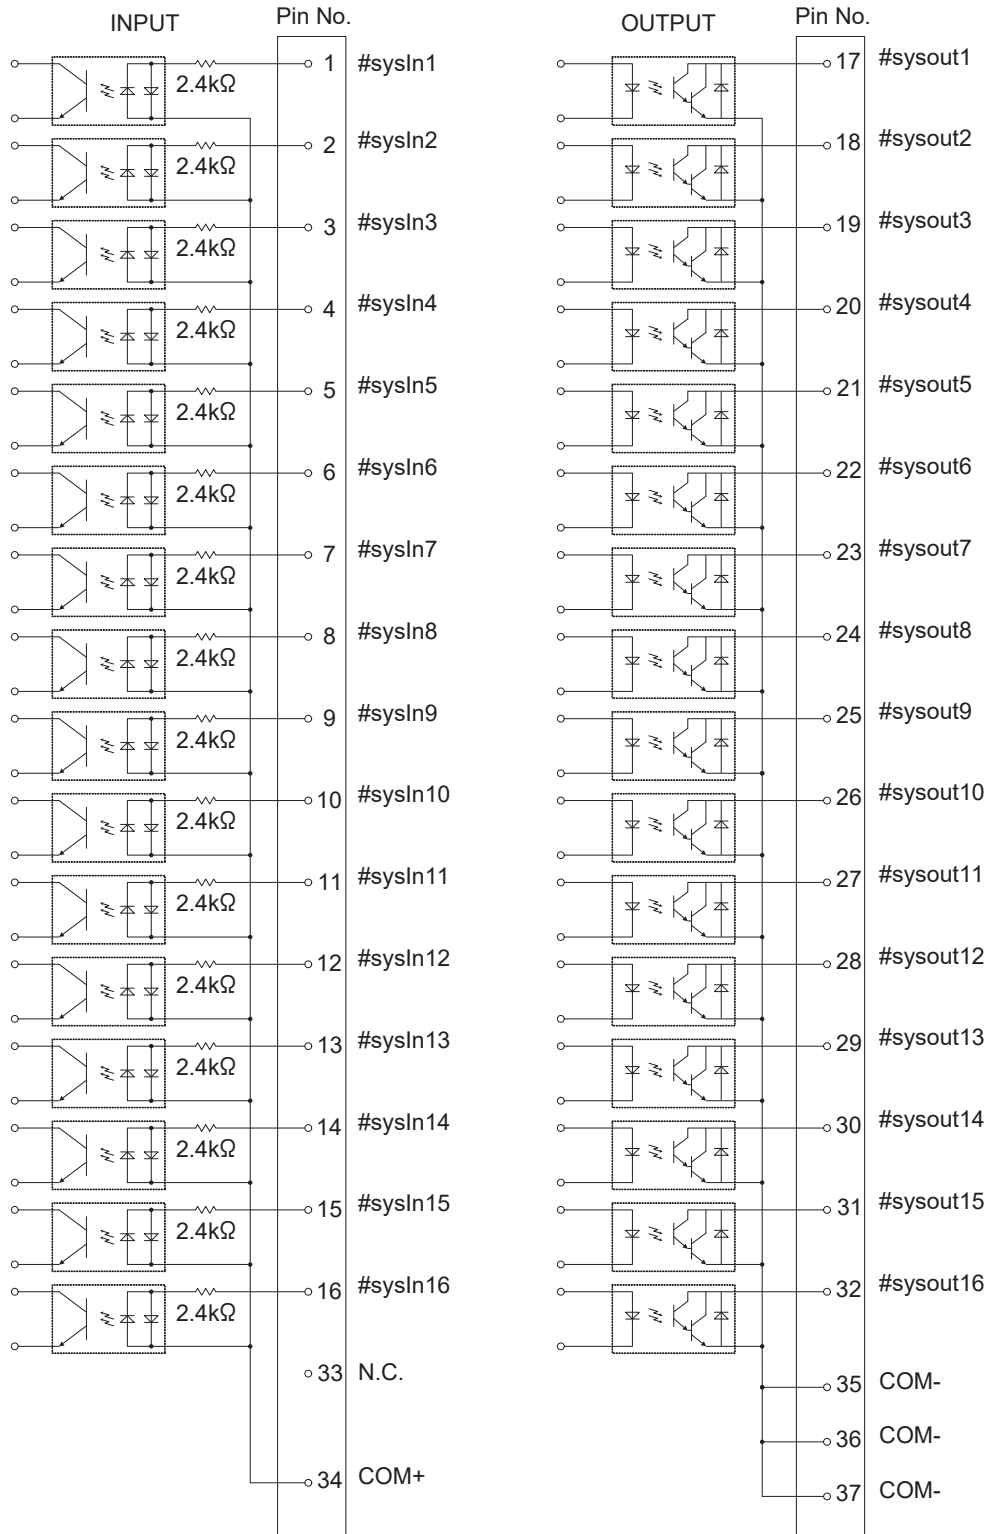 INPUT
Pin No.
1 #sysIn1
2.4kΩ
2 #sysIn2
2.4kΩ
3 #sysIn3
2.4kΩ
4 #sysIn4
2.4kΩ
5 #sysIn5
2.4kΩ
6 #sysIn6
2.4kΩ
7 #sysIn7
2.4kΩ
8 #sysIn8
2.4kΩ
9 #sysIn9
2.4kΩ
10 #sysIn10
2.4kΩ
11 #sysIn11
2.4kΩ
12 #sysIn12
2.4kΩ
13 #sysIn13
2.4kΩ
14 #sysIn14
2.4kΩ
15 #sysIn15
2.4kΩ
16 #sysIn16
2.4kΩ
33 N.C.
34 COM+
OUTPUT
Pin No.
17 #sysout1
18 #sysout2
19 #sysout3
20 #sysout4
21 #sysout5
22 #sysout6
23 #sysout7
24 #sysout8
25 #sysout9
26 #sysout10
27 #sysout11
28 #sysout12
29 #sysout13
30 #sysout14
31 #sysout15
32 #sysout16
35 COM-
36 COM-
37 COM-